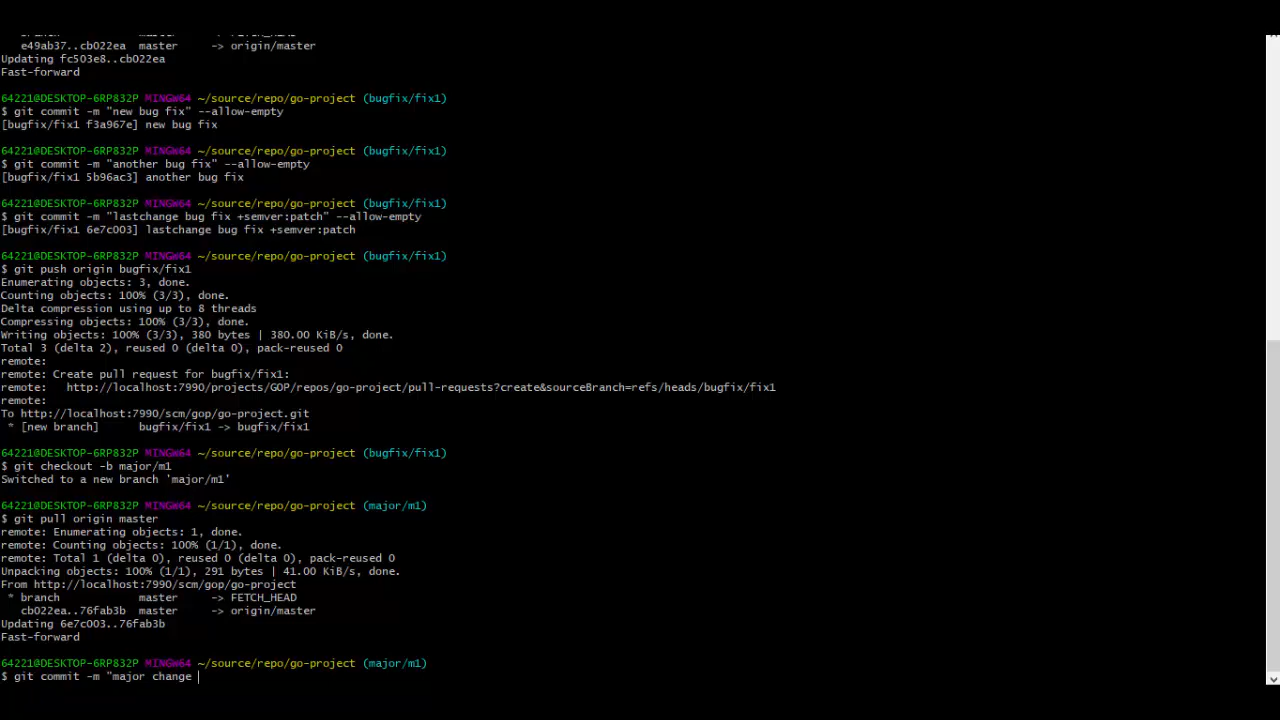 e49ab37..cb022ea  master     -> origin/master
Updating fc503e8..cb022ea
Fast-forward
64221@DESKTOP-6RP832P MINGW64 ~/source/repo/go-project (bugfix/fix1)
$ git commit -m "new bug fix" --allow-empty
[bugfix/fix1 f3a967e] new bug fix
64221@DESKTOP-6RP832P MINGW64 ~/source/repo/go-project (bugfix/fix1)
$ git commit -m "another bug fix" --allow-empty
[bugfix/fix1 5b96ac3] another bug fix
64221@DESKTOP-6RP832P MINGW64 ~/source/repo/go-project (bugfix/fix1)
$ git commit -m "lastchange bug fix +semver:patch" --allow-empty
[bugfix/fix1 6e7c003] lastchange bug fix +semver:patch
64221@DESKTOP-6RP832P MINGW64 ~/source/repo/go-project (bugfix/fix1)
$ git push origin bugfix/fix1
Enumerating objects: 3, done.
Counting objects: 100% (3/3), done.
Delta compression using up to 8 threads
Compressing objects: 100% (3/3), done.
Writing objects: 100% (3/3), 380 bytes | 380.00 KiB/s, done.
Total 3 (delta 2), reused 0 (delta 0), pack-reused 0
remote:
remote: Create pull request for bugfix/fix1:
remote:   http://localhost:7990/projects/GOP/repos/go-project/pull-requests?create&sourceBranch=refs/heads/bugfix/fix1
remote:
To http://localhost:7990/scm/gop/go-project.git
 * [new branch]      bugfix/fix1 -> bugfix/fix1
64221@DESKTOP-6RP832P MINGW64 ~/source/repo/go-project (bugfix/fix1)
$ git checkout -b major/m1
Switched to a new branch 'major/m1'
64221@DESKTOP-6RP832P MINGW64 ~/source/repo/go-project (major/m1)
$ git pull origin master
remote: Enumerating objects: 1, done.
remote: Counting objects: 100% (1/1), done.
remote: Total 1 (delta 0), reused 0 (delta 0), pack-reused 0
Unpacking objects: 100% (1/1), 291 bytes | 41.00 KiB/s, done.
From http://localhost:7990/scm/gop/go-project
 * branch            master     -> FETCH_HEAD
   cb022ea..76fab3b  master     -> origin/master
Updating 6e7c003..76fab3b
Fast-forward
64221@DESKTOP-6RP832P MINGW64 ~/source/repo/go-project (major/m1)
$ git commit -m "major change